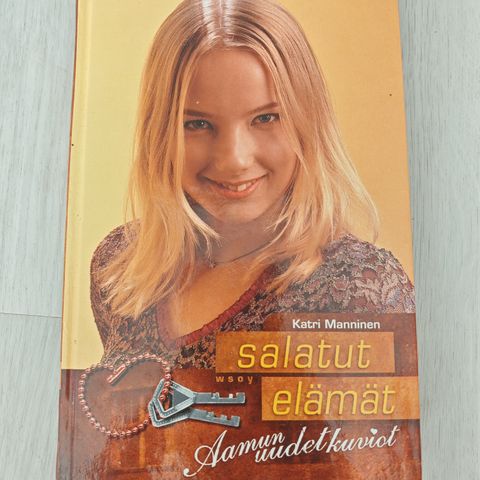 Katri Manninen
salatut
wsoy
elämät
Aamun
uudet kuviot